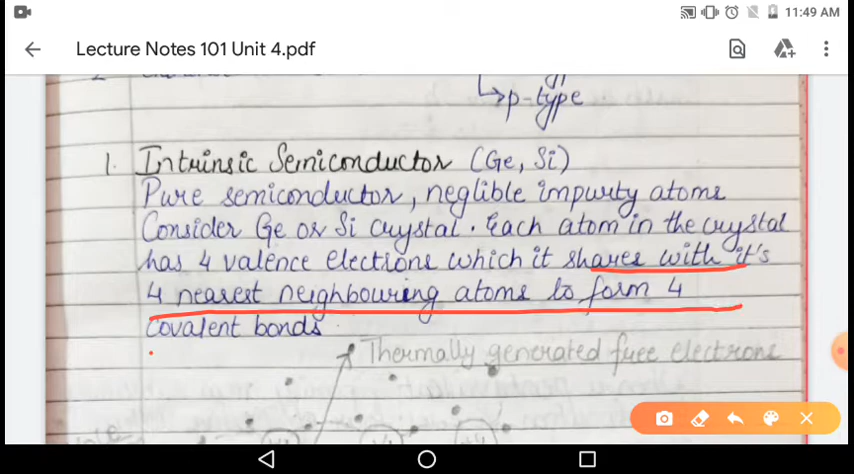 11:49 AM
Lecture Notes 101 Unit 4.pdf
p-type
1. Intrinsic Semiconductor (Ge, Si)
Pure semiconductor, neglible impurty atoms
Consider Ge or Si crystal. Each atom in the crystal
has 4 valence electrons which it shares with it's
4 nearest neighbouring atoms to form 4
covalent bonds
Thermally generated free electrons